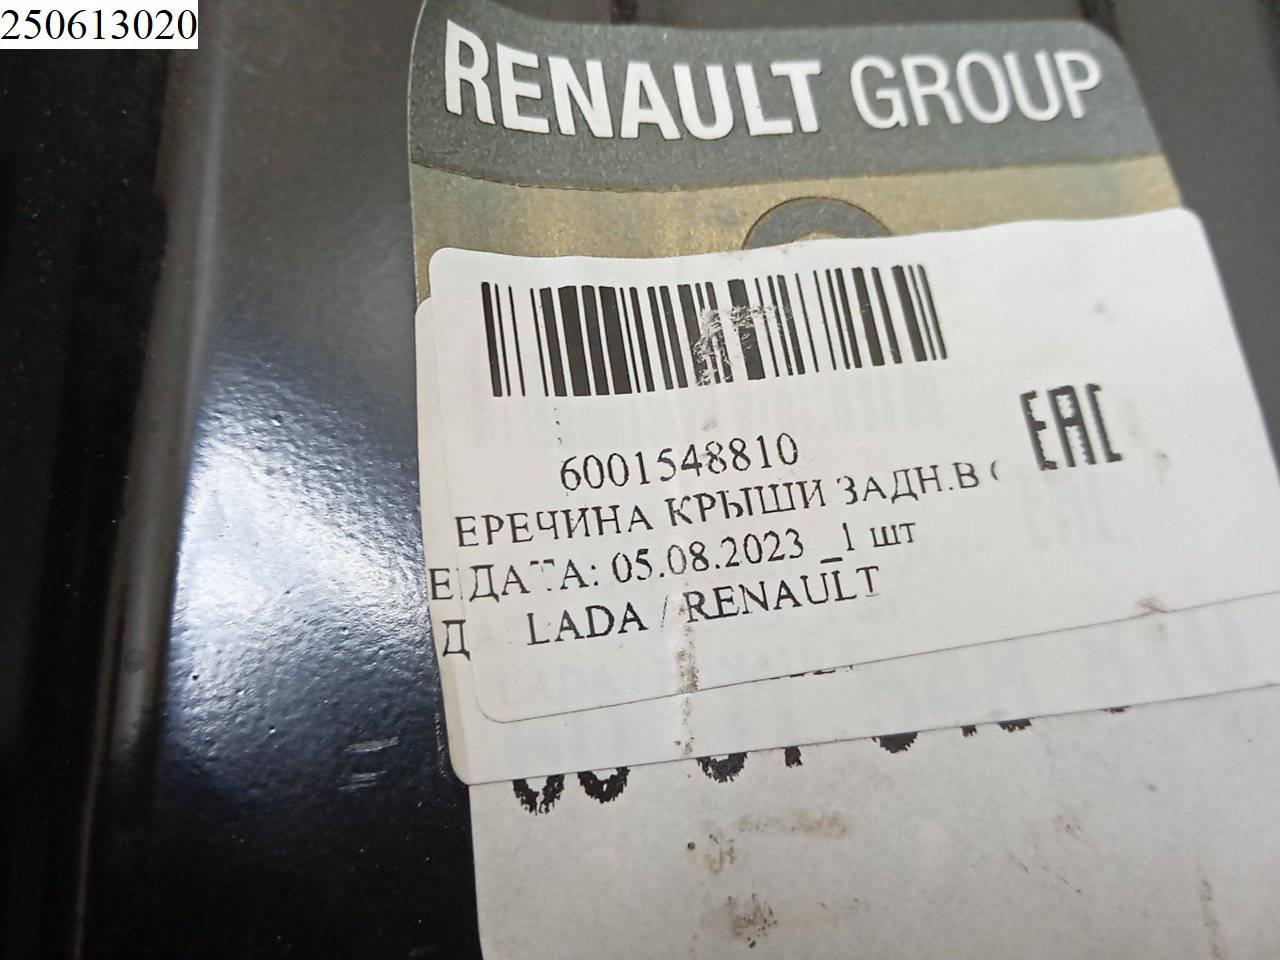 250613020
RENAULT GROUP
EAC
6001548810
ЕРЕЧИНА КРЫШИ ЗАДН.В
Е ДАТА: 05.08.2023 _1 шт
Д LADA / RENAULT